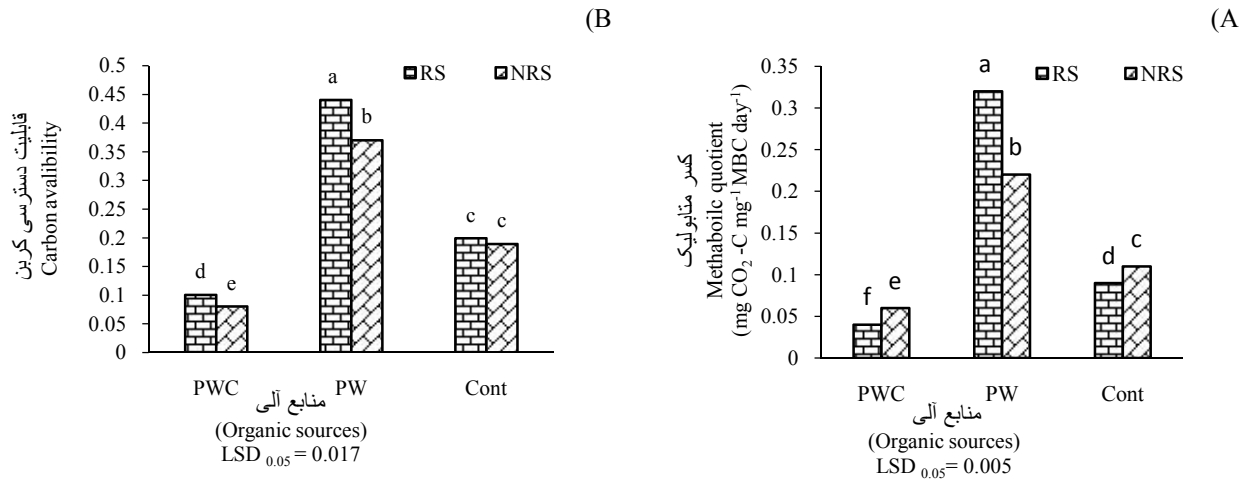 (B
قابلیت دسترسی کربن
Carbon avalibility
0.5
0.45
0.4
0.35
0.3
0.25
0.2
0.15
0.1
0.05
0
RS NRS
a
b
c c
d
e
PWC PW Cont
منابع آلی
(Organic sources)
LSD 0.05 = 0.017
(A
کسر متابولیک
Methaboilc quotient
(mg CO2 -C mg-1 MBC day-1)
0.35
0.3
0.25
0.2
0.15
0.1
0.05
0
RS NRS
a
b
d c
f e
PWC PW Cont
منابع آلی
(Organic sources)
LSD 0.05= 0.005